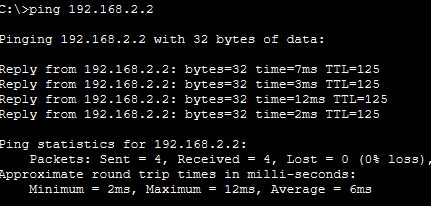 C:\>ping 192.168.2.2
Pinging 192.168.2.2 with 32 bytes of data:
Reply from 192.168.2.2: bytes=32 time=7ms TTL=125
Reply from 192.168.2.2: bytes=32 time=3ms TTL=125
Reply from 192.168.2.2: bytes=32 time=12ms TTL=125
Reply from 192.168.2.2: bytes=32 time=2ms TTL=125
Ping statistics for 192.168.2.2:
Packets: Sent = 4, Received = 4, Lost = 0 (0% loss),
Approximate round trip times in milli-seconds:
Minimum = 2ms, Maximum = 12ms, Average = 6ms